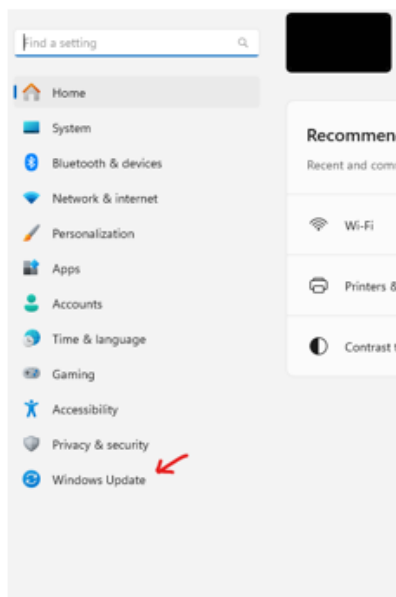 Find a setting
Home
System
Bluetooth & devices
Network & internet
Personalization
Apps
Accounts
Time & language
Gaming
Accessibility
Privacy & security
Windows Update
Recommen
Recent and com
Wi-Fi
Printers &
Contrast t